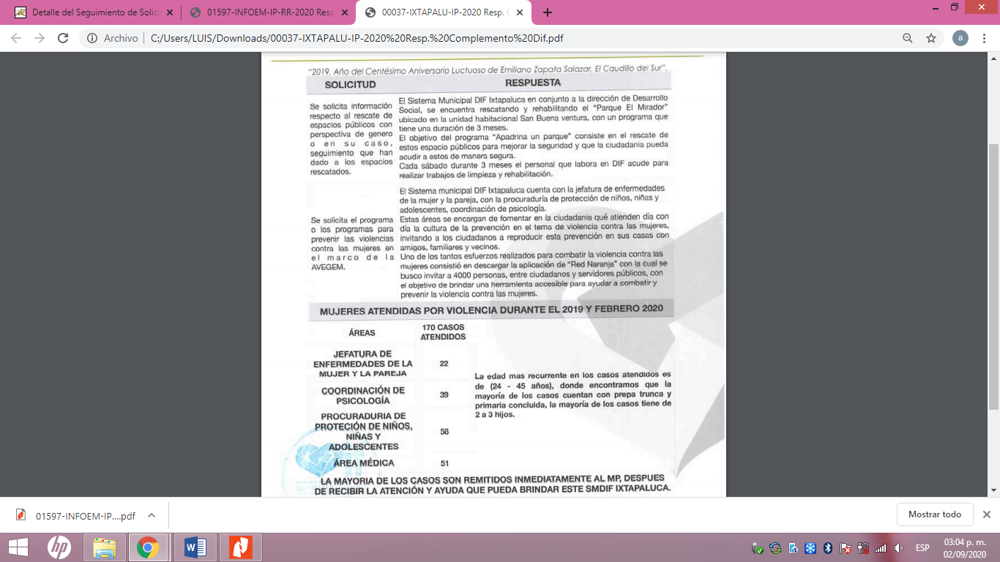 Detalle del Seguimiento de Solici
01597-INFOEM-IP-RR-2020 Resp
00037-IXTAPALU-IP-2020 Resp. C
Archivo
C:/Users/LUIS/Downloads/00037-IXTAPALU-IP-2020%20Resp.%20Complemento%20Dif.pdf
a
"2019. Año del Centésimo Aniversario Luctuoso de Emiliano Zapata Salazar, El Caudillo del Sur".
SOLICITUD
RESPUESTA
Se solicita información
respecto al rescate de
espacios públicos con
perspectiva de genero
o en su caso,
seguimiento que han
dado a los espacios
rescatados.
El Sistema Municipal DIF Ixtapaluca en conjunto a la dirección de Desarrollo
Social, se encuentra rescatando y rehabilitando el "Parque El Mirador"
ubicado en la unidad habitacional San Buena ventura, con un programa que
tiene una duración de 3 meses.
El objetivo del programa "Apadrina un parque" consiste en el rescate de
estos espacio públicos para mejorar la seguridad y que la ciudadania pueda
acudir a estos de manera segura.
Cada sábado durante 3 meses el personal que labora en DIF acude para
realizar trabajos de limpieza y rehabilitación.
Se solicita el programa
o los programas para
prevenir las violencias
contra las mujeres en
el marco de la
AVEGEM.
El Sistema municipal DIF Ixtapaluca cuenta con la jefatura de enfermedades
de la mujer y la pareja, con la procuraduría de protección de niños, niñas y
adolescentes, coordinación de psicología.
Estas áreas se encargan de fomentar en la ciudadania qué atienden día con
día la cultura de la prevención en el tema de violencia contra las mujeres,
invitando a los ciudadanos a reproducir esta prevención en sus casas con
amigos, familiares y vecinos.
Uno de los tantos esfuerzos realizados para combatir la violencia contra las
mujeres consistió en descargar la aplicación de "Red Naranja" con la cual se
busco invitar a 4000 personas, entre ciudadanos y servidores públicos, con
el objetivo de brindar una herramienta accesible para ayudar a combatir y
prevenir la violencia contra las mujeres.
MUJERES ATENDIDAS POR VIOLENCIA DURANTE EL 2019 Y FEBRERO 2020
ÁREAS
170 CASOS
ATENDIDOS
JEFATURA DE
ENFERMEDADES DE LA
MUJER Y LA PAREJA
22
COORDINACIÓN DE
PSICOLOGÍA
39
PROCURADURIA DE
PROTECIÓN DE NIÑOS,
NIÑAS Y
ADOLESCENTES
58
ÁREA MÉDICA
51
La edad mas recurrente en los casos atendidos es
de (24 - 45 años), donde encontramos que la
mayoría de los casos cuentan con prepa trunca y
primaria concluida, la mayoría de los casos tiene de
2 a 3 hijos.
LA MAYORIA DE LOS CASOS SON REMITIDOS INMEDIATAMENTE AL MP, DESPUES
DE RECIBIR LA ATENCIÓN Y AYUDA QUE PUEDA BRINDAR ESTE SMDIF IXTAPALUCA.
01597-INFOEM-IP....pdf
Mostrar todo
hp
ESP
03:04 p. m.
02/09/2020